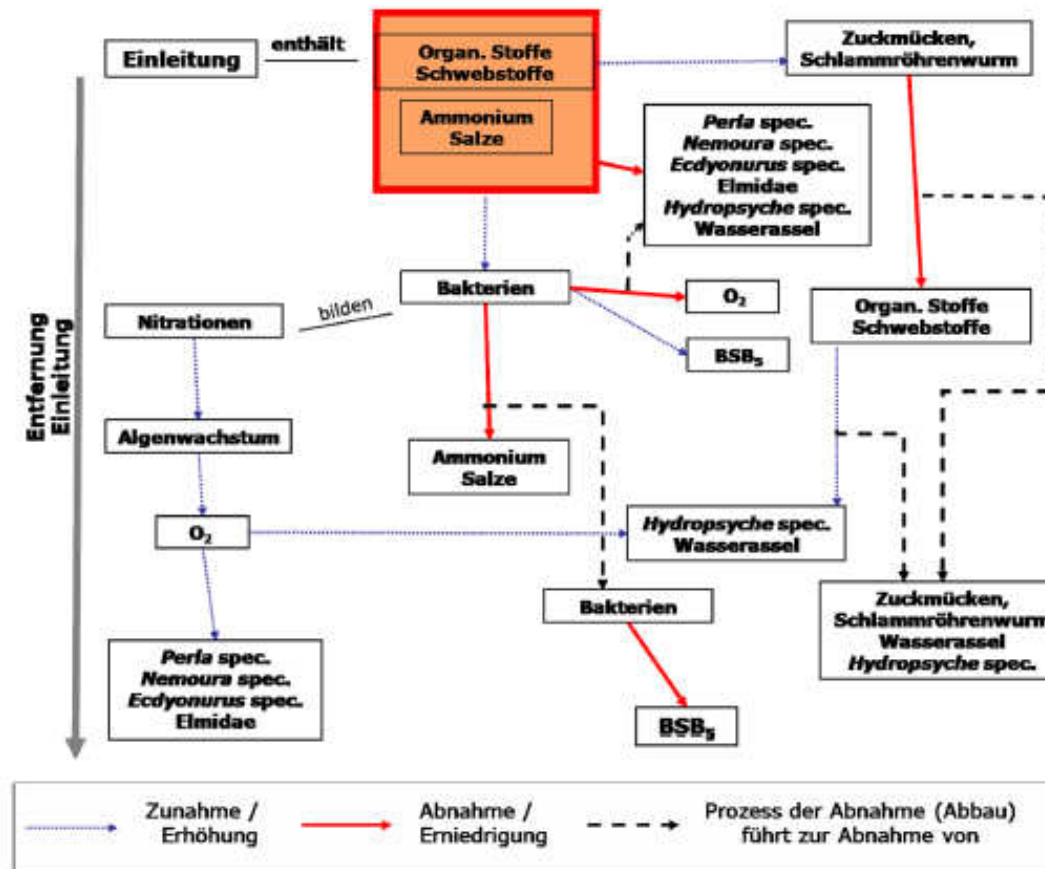 Einleitung
enthält
Organ. Stoffe
Schwebstoffe
Ammonium
Salze
Zuckmücken,
Schlammröhrenwurm
Perla spec.
Nemoura spec.
Ecdyonurus spec.
Elmidae
Hydropsyche spec.
Wasserassel
Bakterien
O₂
BSB₅
bilden
Nitrationen
Organ. Stoffe
Schwebstoffe
Entfernung
Einleitung
Algenwachstum
Ammonium
Salze
O₂
Hydropsyche spec.
Wasserassel
Bakterien
Zuckmücken,
Schlammröhrenwurm
Wasserassel
Hydropsyche spec.
Perla spec.
Nemoura spec.
Ecdyonurus spec.
Elmidae
BSB₅
Zunahme /
Erhöhung
Abnahme /
Erniedrigung
Prozess der Abnahme (Abbau)
führt zur Abnahme von